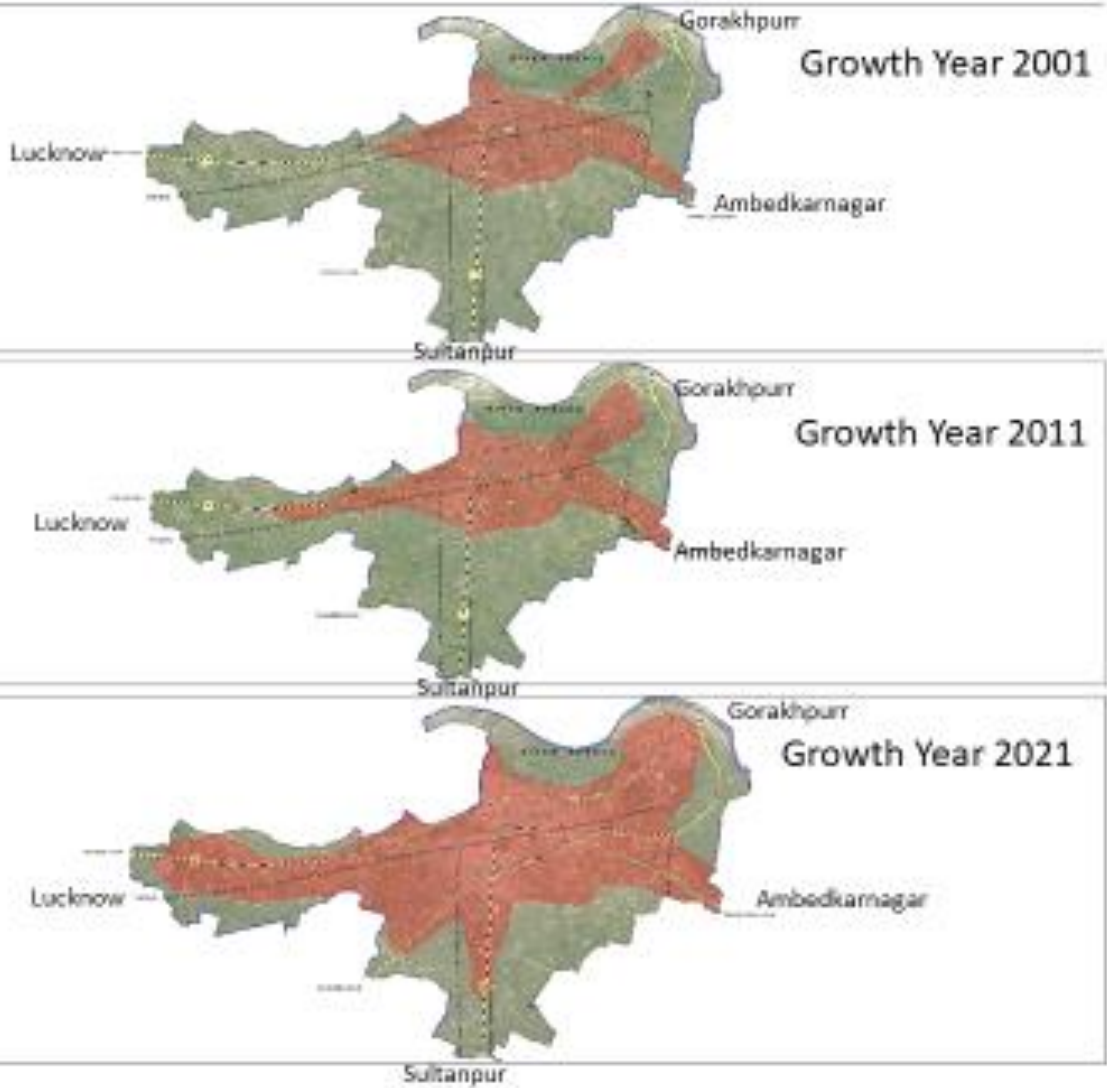 Gorakhpurr
Growth Year 2001
Lucknow
Ambedkarnagar
Sultanpur
Gorakhpurr
Growth Year 2011
Lucknow
Ambedkarnagar
Sultanpur
Gorakhpurr
Growth Year 2021
Lucknow
Ambedkarnagar
Sultanpur